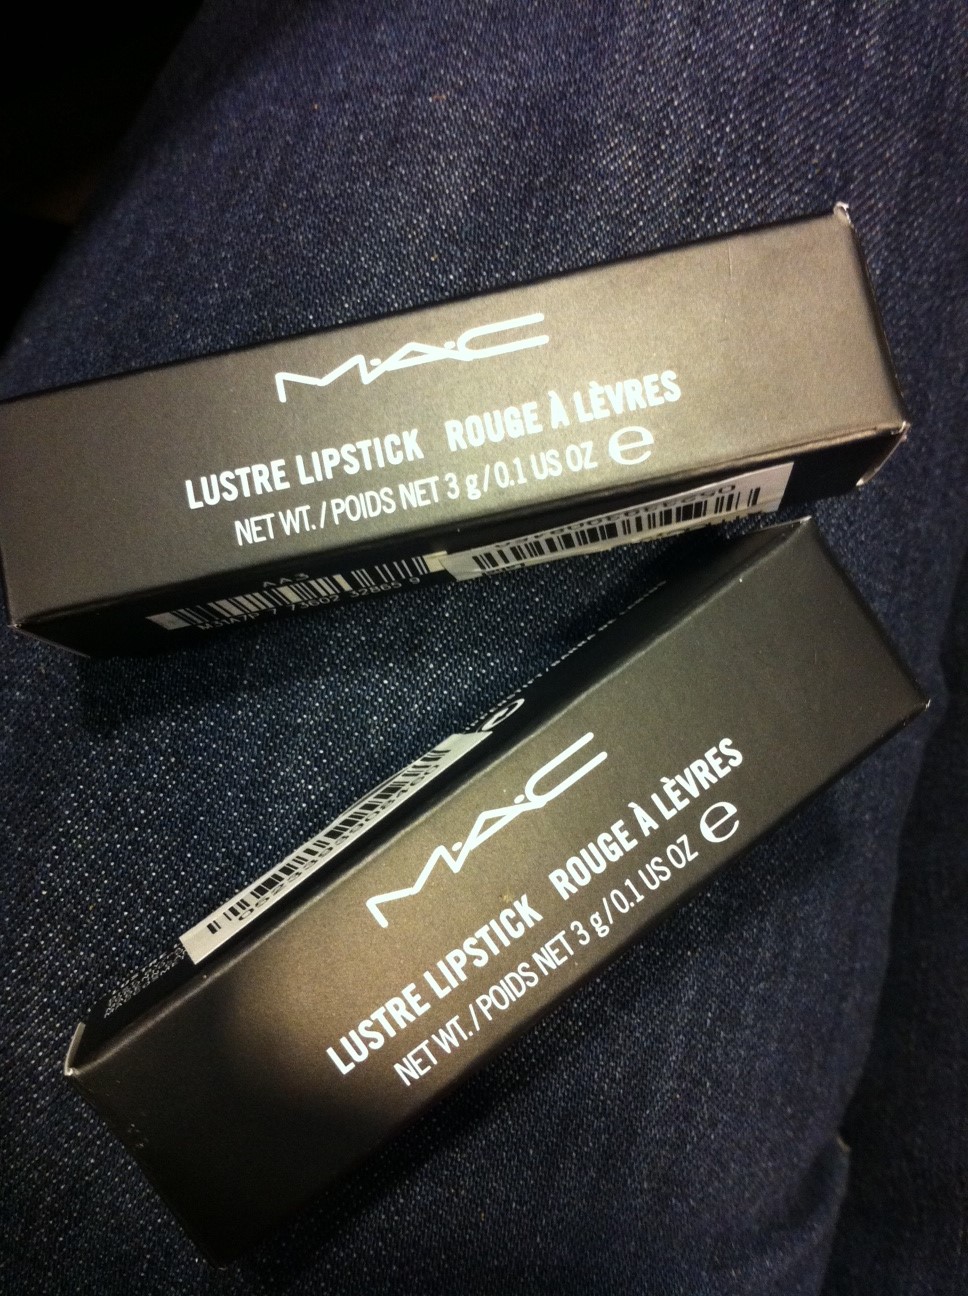 M·A·C
LUSTRE LIPSTICK ROUGE À LÈVRES
NET WT./POIDS NET 3 g/0.1 US OZ e
AA3
M·A·C
LUSTRE LIPSTICK ROUGE À LÈVRES
NET WT./POIDS NET 3 g/0.1 US OZ e